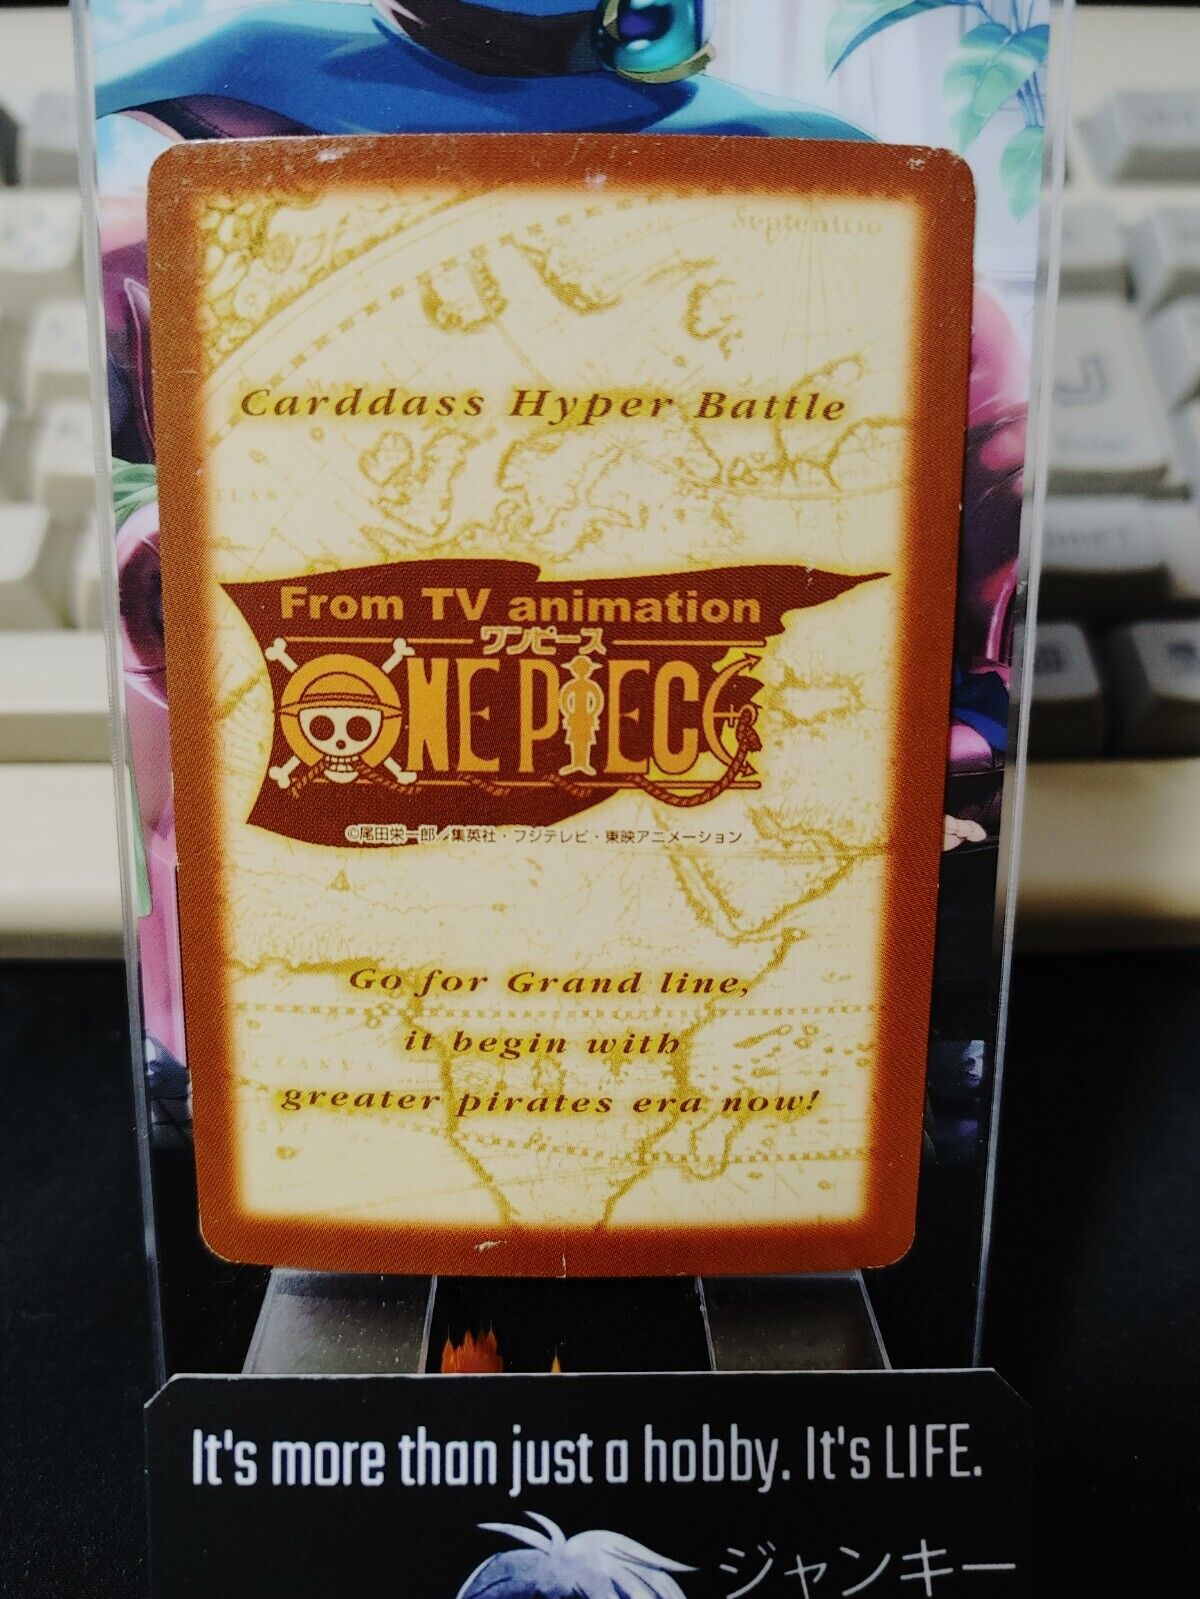 Septentrio
Carddass Hyper Battle
From TV animation
ワンピース
ONE PIECE
©尾田栄一郎／集英社・フジテレビ・東映アニメーション
Go for Grand line,
it begin with
greater pirates era now!
It's more than just a hobby. It's LIFE.
ジャンキー